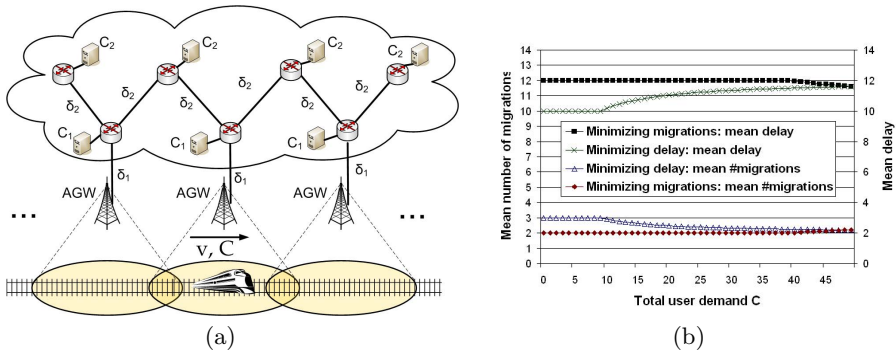 C₂
C₂
C₂
C₂
δ₂
δ₂
δ₂
δ₂
δ₂
δ₂
C₁
C₁
C₁
δ₁
δ₁
δ₁
AGW
AGW
AGW
...
...
v, C
(a)
Mean number of migrations
14
13
12
11
10
9
8
7
6
5
4
3
2
1
0
Minimizing migrations: mean delay
Minimizing delay: mean delay
Minimizing delay: mean #migrations
Minimizing migrations: mean #migrations
14
12
10
8
6
4
2
0
Mean delay
0 5 10 15 20 25 30 35 40 45
Total user demand C
(b)